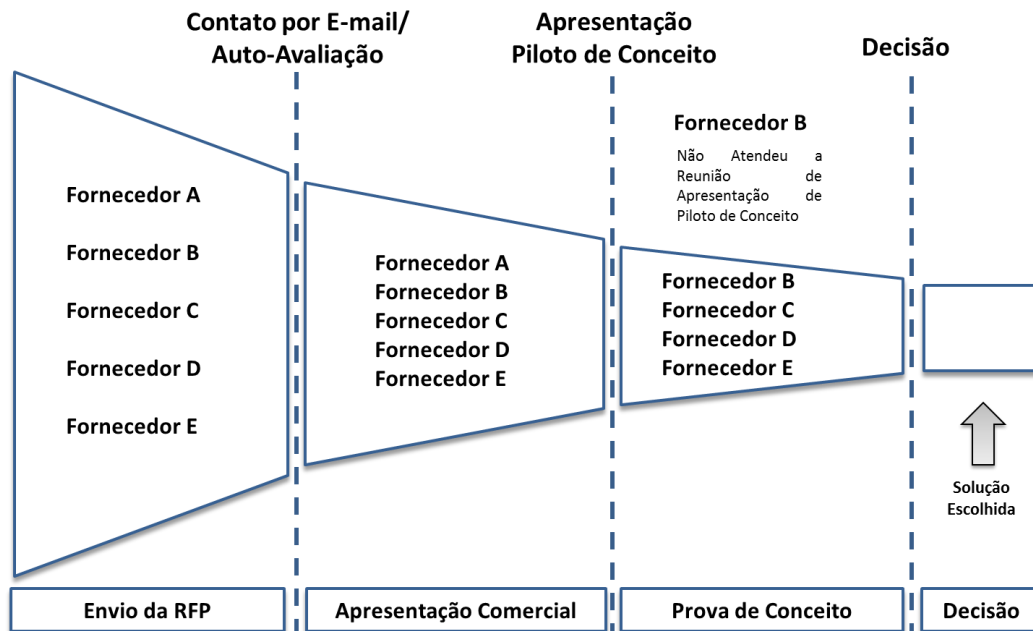 Contato por E-mail/
Auto-Avaliação
Apresentação
Piloto de Conceito
Decisão
Fornecedor A
Fornecedor B
Fornecedor C
Fornecedor D
Fornecedor E
Fornecedor A
Fornecedor B
Fornecedor C
Fornecedor D
Fornecedor E
Fornecedor B
Não Atendeu a
Reunião de
Apresentação de
Piloto de Conceito
Fornecedor B
Fornecedor C
Fornecedor D
Fornecedor E
Solução
Escolhida
Envio da RFP
Apresentação Comercial
Prova de Conceito
Decisão